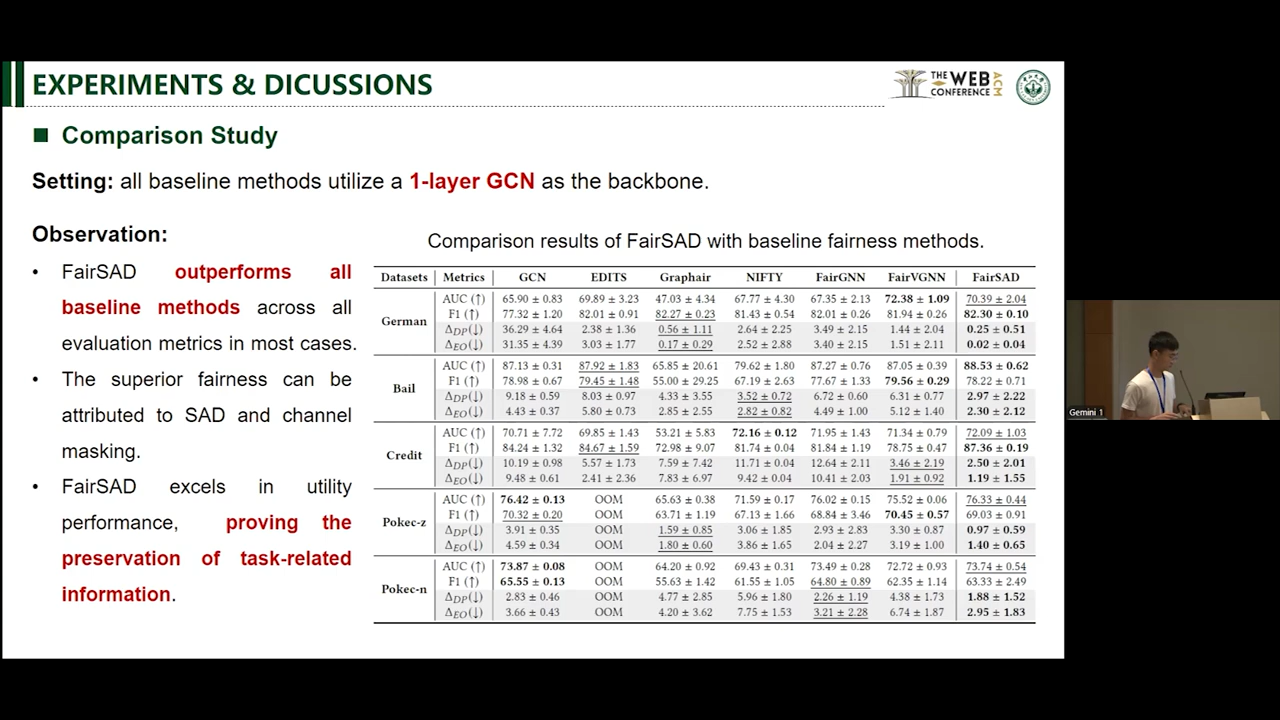 EXPERIMENTS & DICUSSIONS
THE WEB CONFERENCE ACM
■ Comparison Study
Setting: all baseline methods utilize a 1-layer GCN as the backbone.
Observation:
• FairSAD outperforms all
baseline methods across all
evaluation metrics in most cases.
• The superior fairness can be
attributed to SAD and channel
masking.
• FairSAD excels in utility
performance, proving the
preservation of task-related
information.
Comparison results of FairSAD with baseline fairness methods.
Datasets Metrics GCN EDITS Graphair NIFTY FairGNN FairVGNN FairSAD
German
AUC (↑) 65.90 ± 0.83 69.89 ± 3.23 47.03 ± 4.34 67.77 ± 4.30 67.35 ± 2.13 72.38 ± 1.09 70.39 ± 2.04
F1 (↑) 77.32 ± 1.20 82.01 ± 0.91 82.27 ± 0.23 81.43 ± 0.54 82.01 ± 0.26 81.94 ± 0.26 82.30 ± 0.10
ΔDP(↓) 36.29 ± 4.64 2.38 ± 1.36 0.56 ± 1.11 2.64 ± 2.25 3.49 ± 2.15 1.44 ± 2.04 0.25 ± 0.51
ΔEO(↓) 31.35 ± 4.39 3.03 ± 1.77 0.17 ± 0.29 2.52 ± 2.88 3.40 ± 2.15 1.51 ± 2.11 0.02 ± 0.04
Bail
AUC (↑) 87.13 ± 0.31 87.92 ± 1.83 65.85 ± 20.61 79.62 ± 1.80 87.27 ± 0.76 87.05 ± 0.39 88.53 ± 0.62
F1 (↑) 78.98 ± 0.67 79.45 ± 1.48 55.00 ± 29.25 67.19 ± 2.63 77.67 ± 1.33 79.56 ± 0.29 78.22 ± 0.71
ΔDP(↓) 9.18 ± 0.59 8.03 ± 0.97 4.33 ± 3.55 3.52 ± 0.72 6.72 ± 0.60 6.31 ± 0.77 2.97 ± 2.22
ΔEO(↓) 4.43 ± 0.37 5.80 ± 0.73 2.85 ± 2.55 2.82 ± 0.82 4.49 ± 1.00 5.12 ± 1.40 2.30 ± 2.12
Credit
AUC (↑) 70.71 ± 7.72 69.85 ± 1.43 53.21 ± 5.83 72.16 ± 0.12 71.95 ± 1.43 71.34 ± 0.79 72.09 ± 1.03
F1 (↑) 84.24 ± 1.32 84.67 ± 1.59 72.98 ± 9.07 81.74 ± 0.04 81.84 ± 1.19 78.75 ± 0.47 87.36 ± 0.19
ΔDP(↓) 10.19 ± 0.98 5.57 ± 1.73 7.59 ± 7.42 11.71 ± 0.04 12.64 ± 2.11 3.46 ± 2.19 2.50 ± 2.01
ΔEO(↓) 9.48 ± 0.61 2.41 ± 2.36 7.83 ± 6.97 9.42 ± 0.04 10.41 ± 2.03 1.91 ± 0.92 1.19 ± 1.55
Pokec-z
AUC (↑) 76.42 ± 0.13 OOM 65.63 ± 0.38 71.59 ± 0.17 76.02 ± 0.15 75.52 ± 0.06 76.33 ± 0.44
F1 (↑) 70.32 ± 0.20 OOM 63.71 ± 1.19 67.13 ± 1.66 68.84 ± 3.46 70.45 ± 0.57 69.03 ± 0.91
ΔDP(↓) 3.91 ± 0.35 OOM 1.59 ± 0.85 3.06 ± 1.85 2.93 ± 2.83 3.30 ± 0.87 0.97 ± 0.59
ΔEO(↓) 4.59 ± 0.34 OOM 1.80 ± 0.60 3.86 ± 1.65 2.04 ± 2.27 3.19 ± 1.00 1.40 ± 0.65
Pokec-n
AUC (↑) 73.87 ± 0.08 OOM 64.20 ± 0.92 69.43 ± 0.31 73.49 ± 0.28 72.72 ± 0.93 73.74 ± 0.54
F1 (↑) 65.55 ± 0.13 OOM 55.63 ± 1.42 61.55 ± 1.05 64.80 ± 0.89 62.35 ± 1.14 63.33 ± 2.49
ΔDP(↓) 2.83 ± 0.46 OOM 4.77 ± 2.85 5.96 ± 1.80 2.26 ± 1.19 4.38 ± 1.73 1.88 ± 1.52
ΔEO(↓) 3.66 ± 0.43 OOM 4.20 ± 3.62 7.75 ± 1.53 3.21 ± 2.28 6.74 ± 1.87 2.95 ± 1.83
Gemini 1